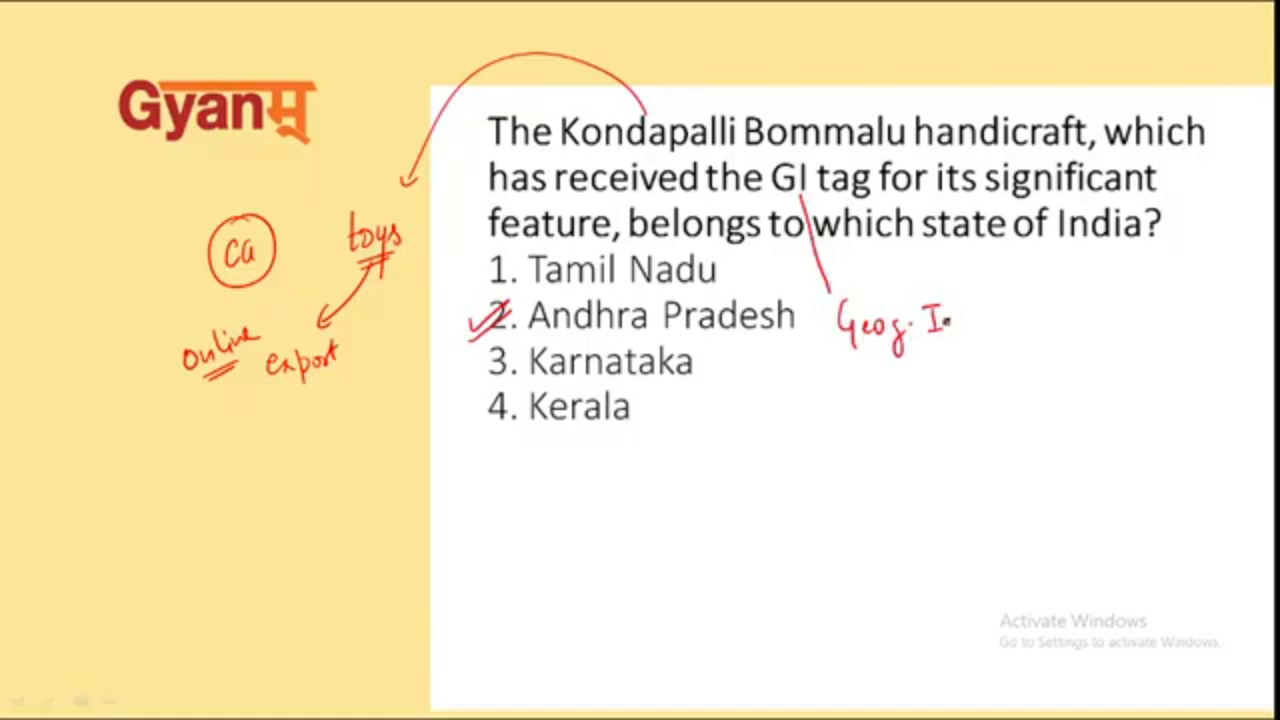 Gyanम्
The Kondapalli Bommalu handicraft, which
has received the GI tag for its significant
feature, belongs to which state of India?
1. Tamil Nadu
2. Andhra Pradesh
3. Karnataka
4. Kerala
ca
toys
online
export
Geog. I
Activate Windows
Go to Settings to activate Windows.